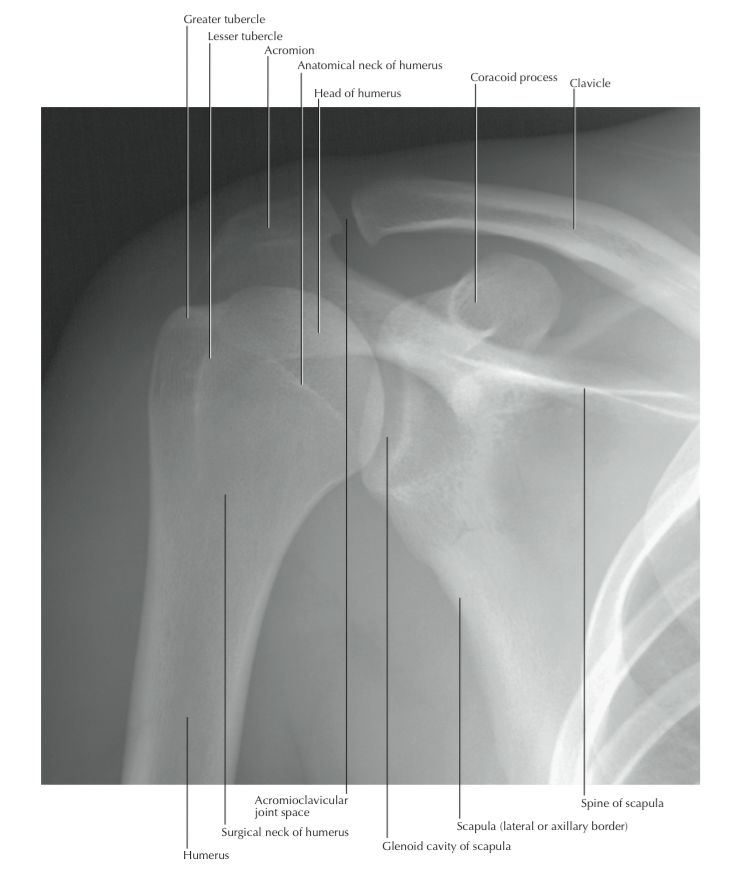 Greater tubercle
Lesser tubercle
Acromion
Anatomical neck of humerus
Head of humerus
Coracoid process
Clavicle
Acromioclavicular
joint space
Surgical neck of humerus
Humerus
Glenoid cavity of scapula
Scapula (lateral or axillary border)
Spine of scapula